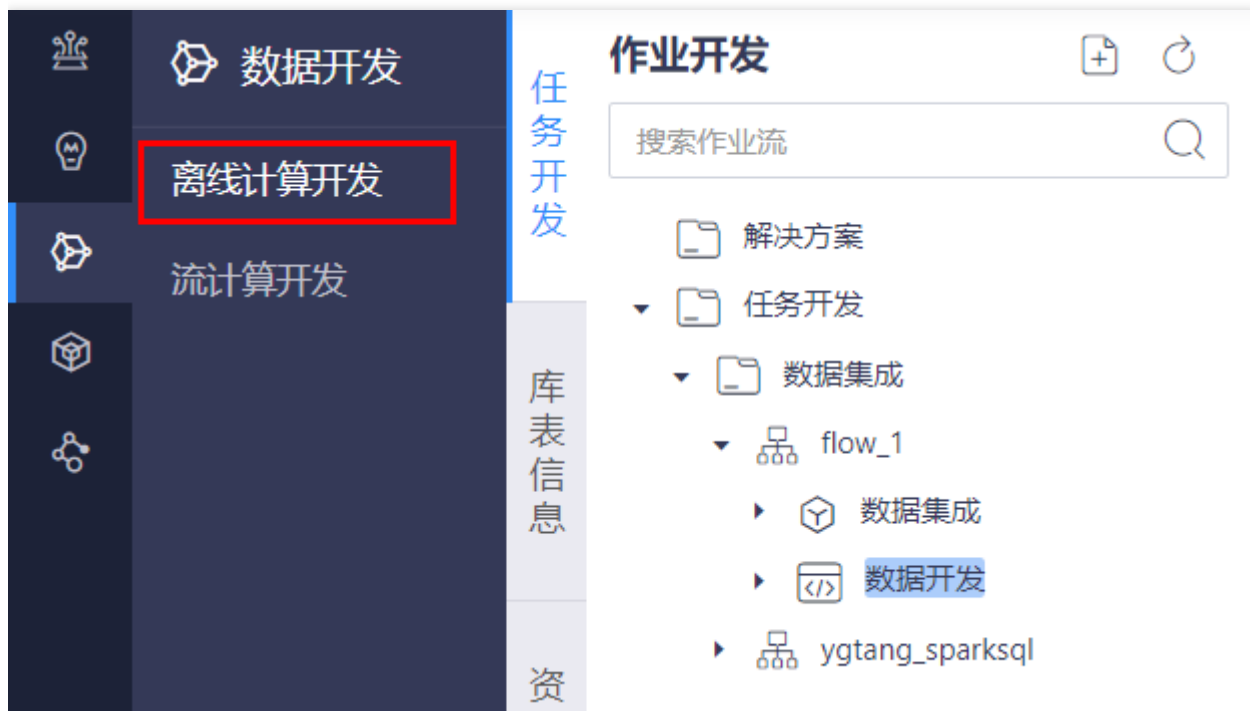 数据开发
离线计算开发
流计算开发
任务开发
库表信息
资
作业开发
搜索作业流
解决方案
任务开发
数据集成
flow_1
数据集成
数据开发
ygtang_sparksql